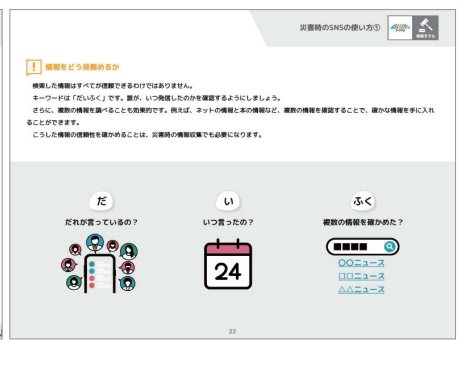 災害時のSNSの使い方①
情報をどう見極めるか
検索した情報はすべてが信頼できるわけではありません。
キーワードは「だいふく」です。誰が、いつ発信したのかを確認するようにしましょう。
さらに、複数の情報を調べることも効果的です。例えば、ネットの情報と本の情報など、複数の情報を確認することで、確かな情報を手に入れ
ることができます。
こうした情報の信頼性を確かめることは、災害時の情報収集でも必要になります。
だ
い
ふく
だれが言っているの？
いつ言ったの？
複数の情報を確かめた？
24
〇〇ニュース
□□ニュース
△△ニュース
22